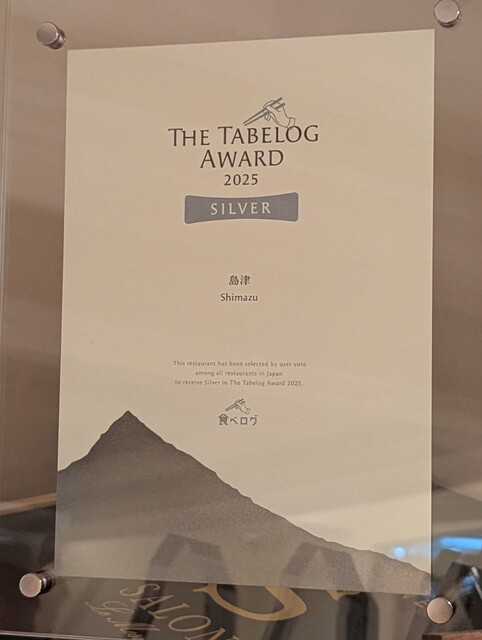 THE TABELOG
AWARD
2025
SILVER
島津
Shimazu
This restaurant has been selected by user vote
among all restaurants in Japan
to receive Silver in The Tabelog Award 2025.
食べログ
SALON